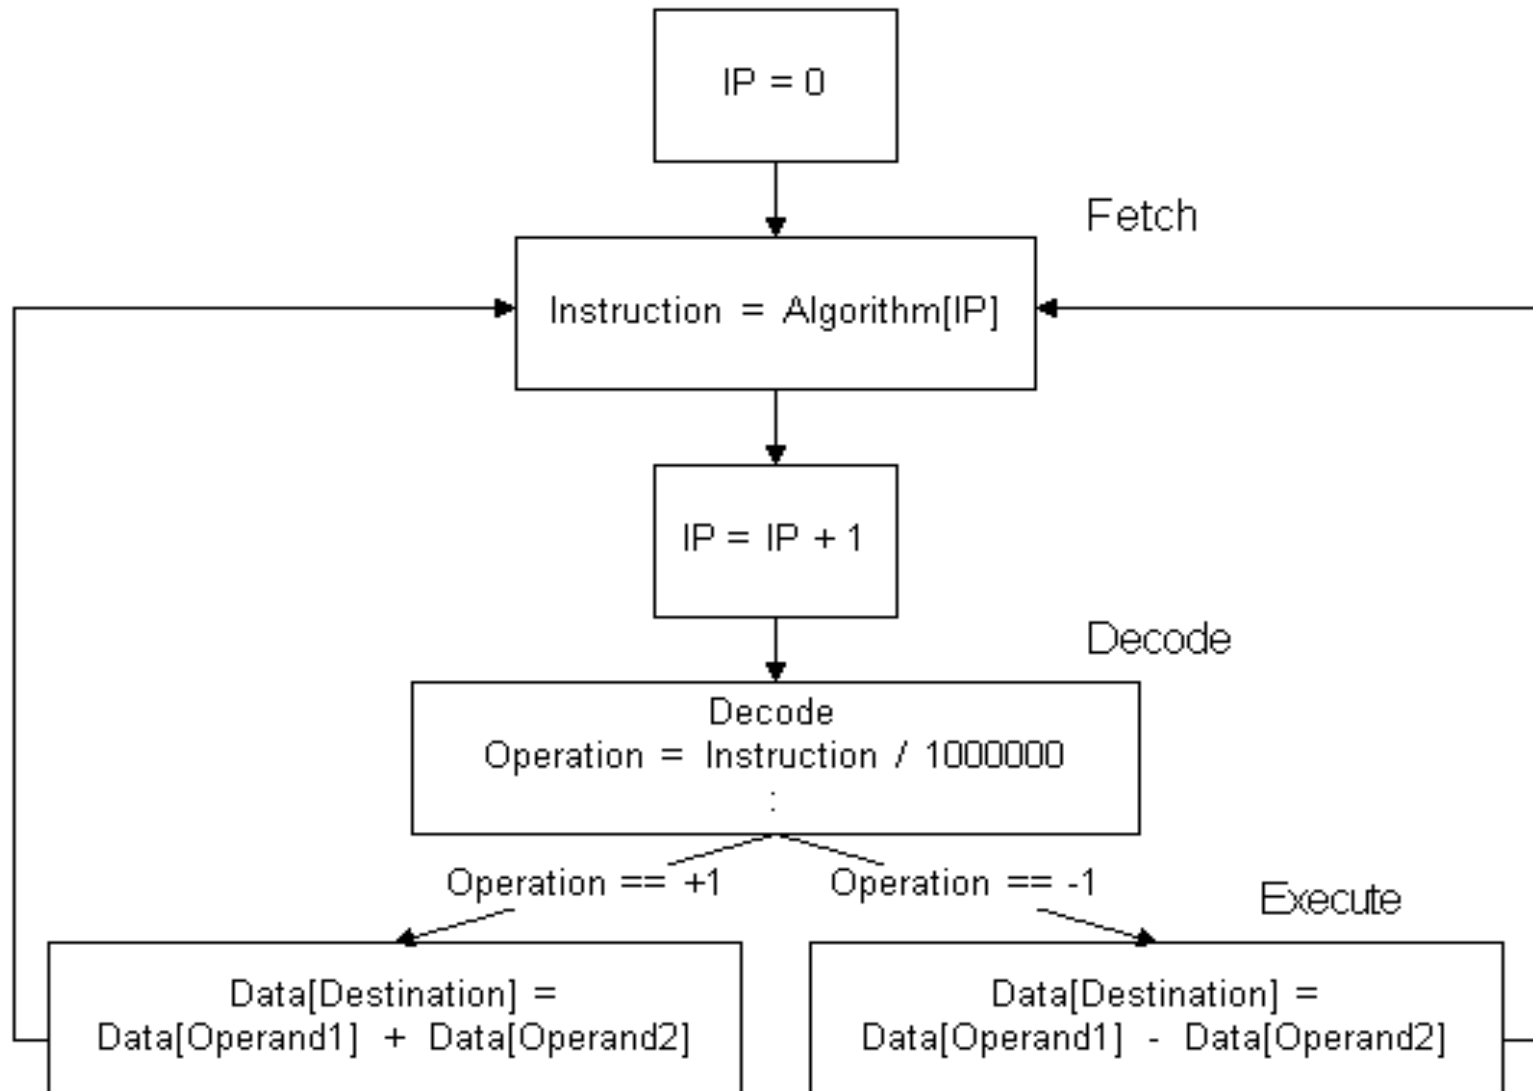 IP = 0
Fetch
Instruction = Algorithm[IP]
IP = IP + 1
Decode
Decode
Operation = Instruction / 1000000
:
Operation == +1
Operation == -1
Execute
Data[Destination] =
Data[Operand1] + Data[Operand2]
Data[Destination] =
Data[Operand1] - Data[Operand2]